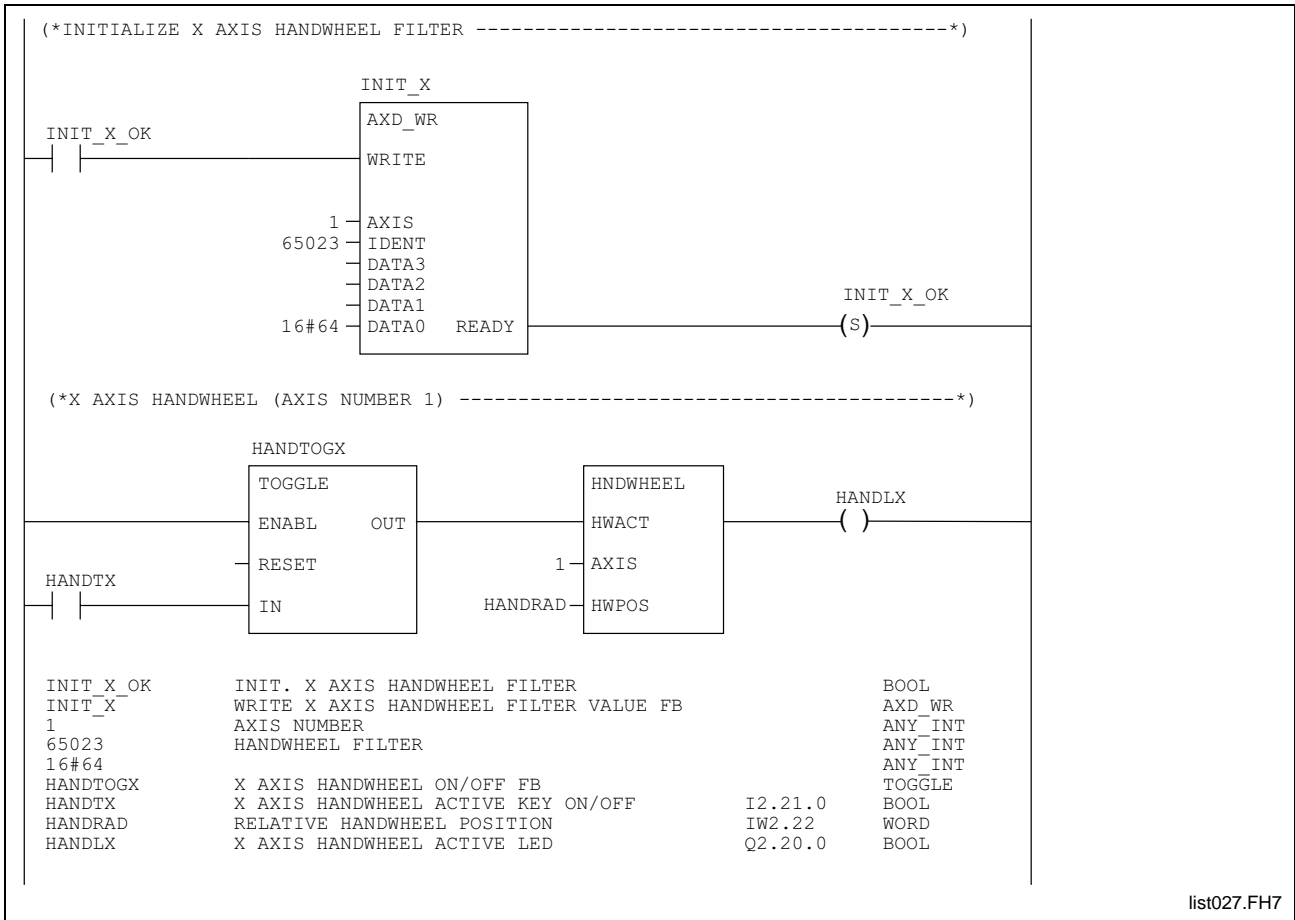 (*INITIALIZE X AXIS HANDWHEEL FILTER ----------------------------------------*)
INIT_X
AXD_WR
INIT_X_OK
WRITE
1 AXIS
65023 IDENT
DATA3
DATA2
DATA1
INIT_X_OK
16#64 DATA0 READY (S)
(*X AXIS HANDWHEEL (AXIS NUMBER 1) ------------------------------------------*)
HANDTOGX
TOGGLE HNDWHEEL
HANDLX
ENABL OUT HWACT ( )
RESET 1 AXIS
HANDTX
IN HANDRAD HWPOS
INIT_X_OK INIT. X AXIS HANDWHEEL FILTER BOOL
INIT_X WRITE X AXIS HANDWHEEL FILTER VALUE FB AXD_WR
1 AXIS NUMBER ANY_INT
65023 HANDWHEEL FILTER ANY_INT
16#64 ANY_INT
HANDTOGX X AXIS HANDWHEEL ON/OFF FB TOGGLE
HANDTX X AXIS HANDWHEEL ACTIVE KEY ON/OFF I2.21.0 BOOL
HANDRAD RELATIVE HANDWHEEL POSITION IW2.22 WORD
HANDLX X AXIS HANDWHEEL ACTIVE LED Q2.20.0 BOOL
list027.FH7